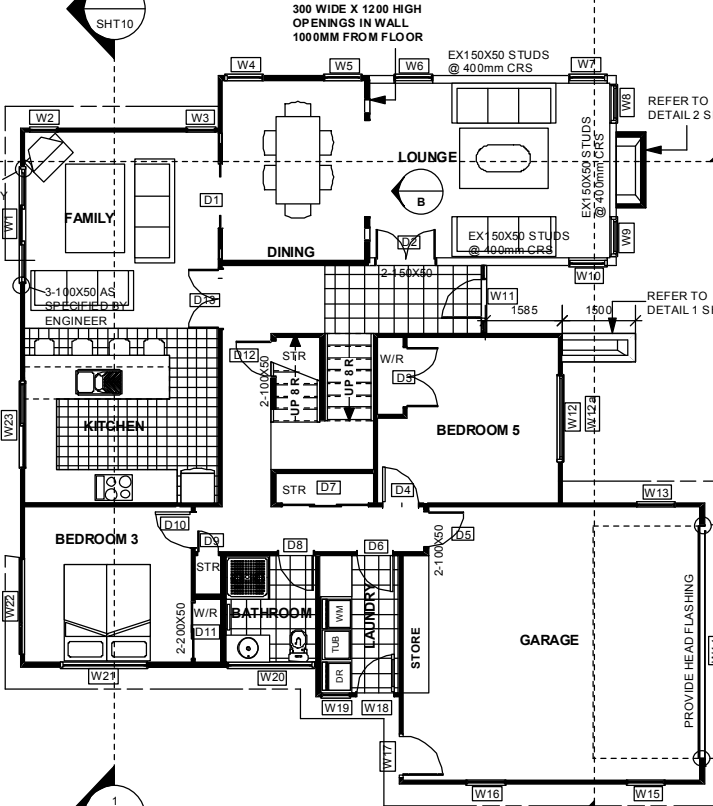 300 WIDE X 1200 HIGH
OPENINGS IN WALL
1000MM FROM FLOOR
SHT10
W4
W5
W6
EX150X50 STUDS
@ 400mm CRS
W7
W8
REFER TO
DETAIL 2 S
W2
W3
EX150X50 STUDS
@ 400mm CRS
LOUNGE
Y
D1
B
W1
FAMILY
W9
D2
EX150X50 STUDS
@ 400mm CRS
DINING
W10
2-150X50
3-100X50 AS
SPECIFIED BY
ENGINEER
D13
W11
REFER TO
DETAIL 1 S
1585
1500
D12
STR
2-100X50
UP 8R
UP 8R
W/R
D3
W23
KITCHEN
BEDROOM 5
W12
W12a
STR
D7
D4
W13
D10
D5
BEDROOM 3
D9
D8
D6
2-100X50
STR
W22
W/R
D11
2-200X50
BATHROOM
WM
TUB
DR
LAUNDRY
STORE
GARAGE
PROVIDE HEAD FLASHING
W21
W20
W19
W18
W17
W16
W15
1